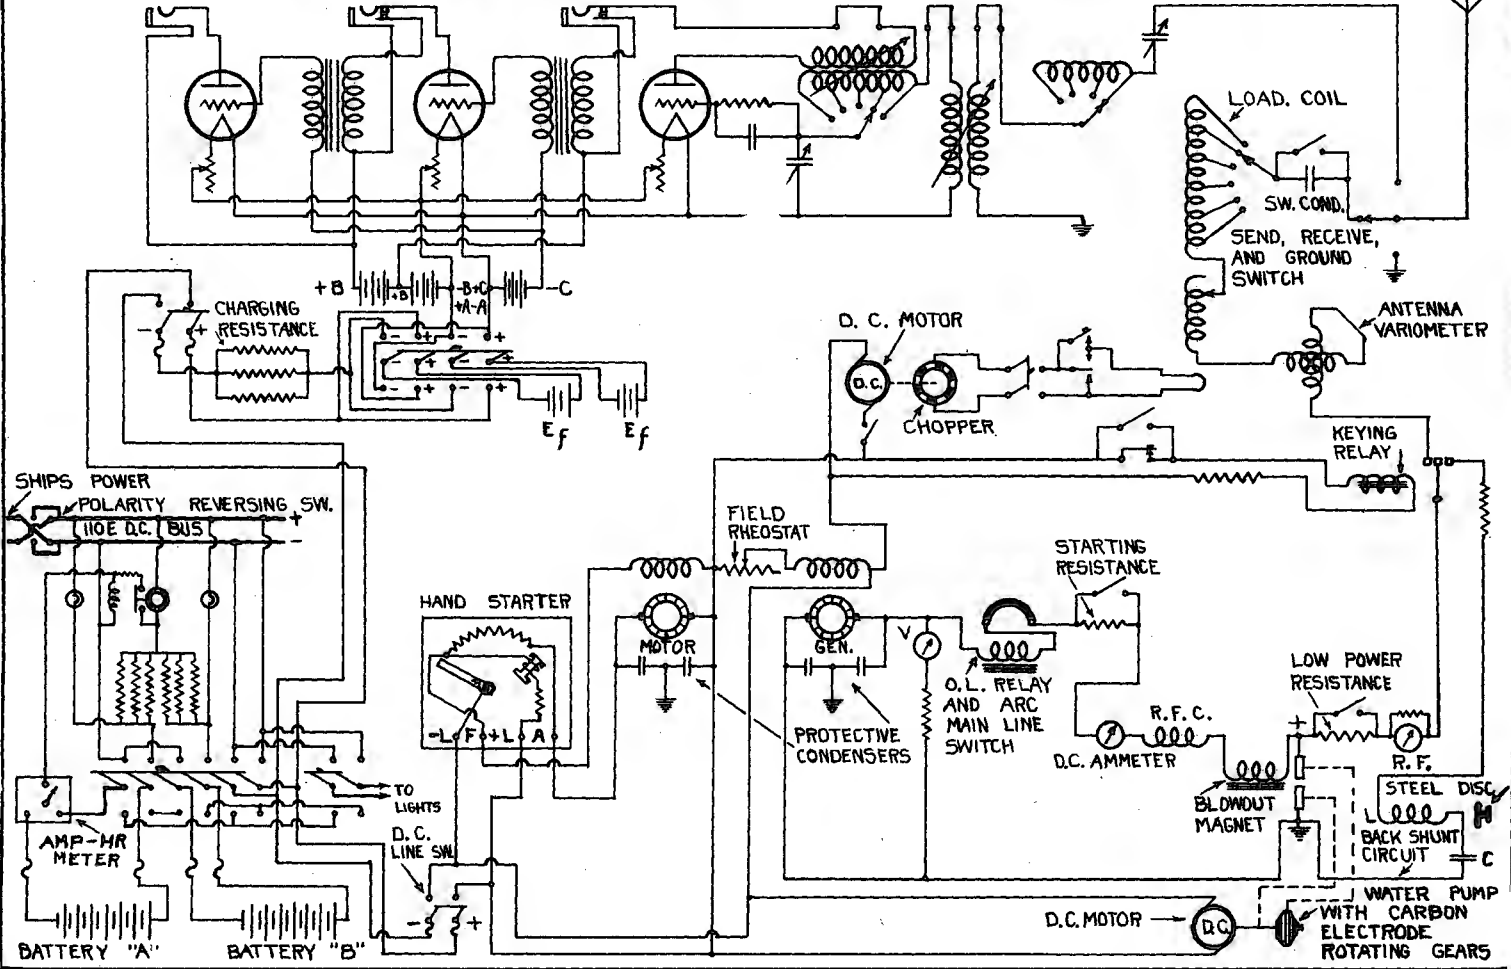 LOAD. COIL
SW. COND.
SEND, RECEIVE,
AND GROUND
SWITCH
+B
+B
-B+C
+A-A
-C
CHARGING
RESISTANCE
- +
- + - +
- + - +
- + - +
Ef
Ef
D. C. MOTOR
D.C.
CHOPPER
ANTENNA
VARIOMETER
KEYING
RELAY
SHIPS POWER
POLARITY REVERSING SW.
+
110 E D.C. BUS
-
FIELD
RHEOSTAT
STARTING
RESISTANCE
HAND STARTER
-L F +L A
MOTOR
GEN.
V
PROTECTIVE
CONDENSERS
O.L. RELAY
AND ARC
MAIN LINE
SWITCH
D.C. AMMETER
R.F.C.
LOW POWER
RESISTANCE
+
R.F.
BLOWOUT
MAGNET
STEEL DISC
L
BACK SHUNT
CIRCUIT
C
TO
LIGHTS
AMP-HR
METER
D.C.
LINE SW.
- +
BATTERY "A"
BATTERY "B"
D.C. MOTOR
D.C.
WATER PUMP
WITH CARBON
ELECTRODE
ROTATING GEARS